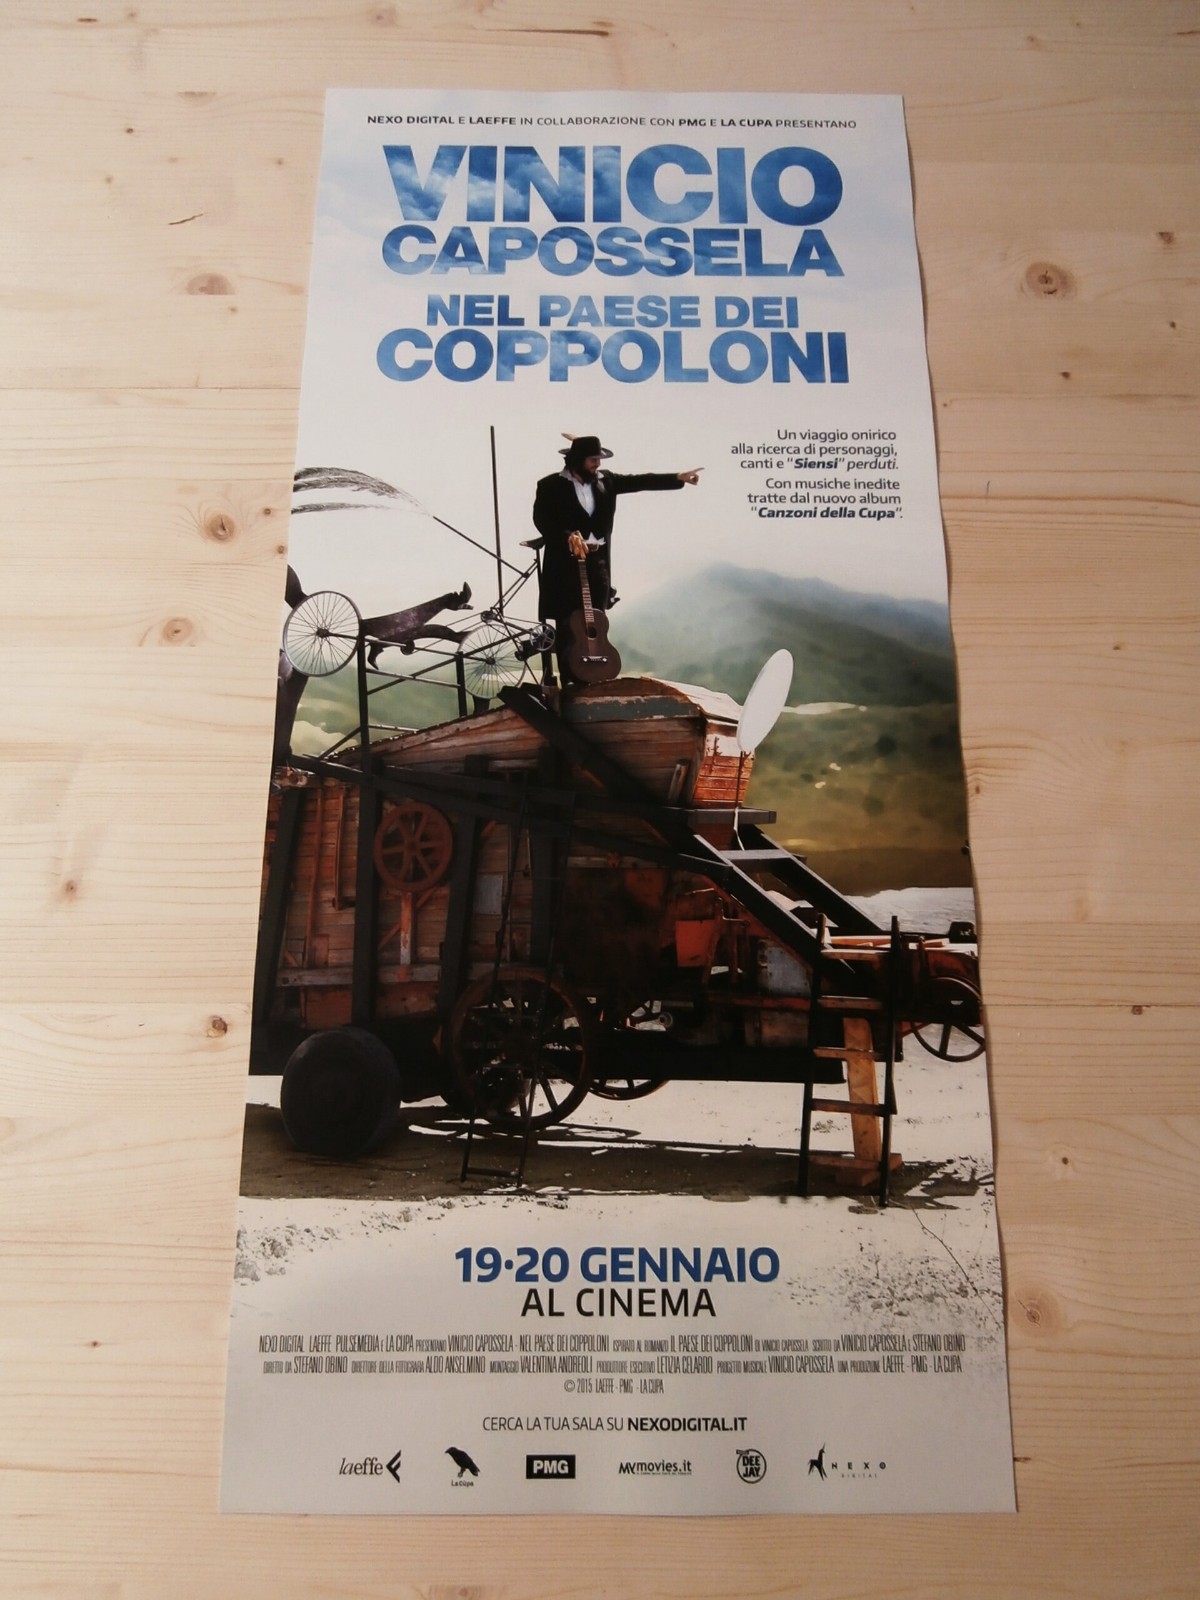 NEXO DIGITAL E LAEFFE IN COLLABORAZIONE CON PMG E LA CUPA PRESENTANO
VINICIO
CAPOSSELA
NEL PAESE DEI
COPPOLONI
Un viaggio onirico
alla ricerca di personaggi,
canti e "Siensi" perduti.
Con musiche inedite
tratte dal nuovo album
"Canzoni della Cupa".
19·20 GENNAIO
AL CINEMA
NEXO DIGITAL LAEFFE PULSEMEDIA E LA CUPA PRESENTANO VINICIO CAPOSSELA - NEL PAESE DEI COPPOLONI ISPIRATO AL ROMANZO IL PAESE DEI COPPOLONI DI VINICIO CAPOSSELA SCRITTO DA VINICIO CAPOSSELA E STEFANO OBINO
DIRETTO DA STEFANO OBINO DIRETTORE DELLA FOTOGRAFIA ALDO ANSELMINO MONTAGGIO VALENTINA ANDREOLI PRODUTTORE ESECUTIVO LETIZIA CELARDO PROGETTI MUSICALI VINICIO CAPOSSELA UNA PRODUZIONE LAEFFE - PMG - LA CUPA
© 2015 LAEFFE - PMG - LA CUPA
CERCA LA TUA SALA SU NEXODIGITAL.IT
laeffe La Cupa PMG MYmovies.it DEE JAY NEXO DIGITAL